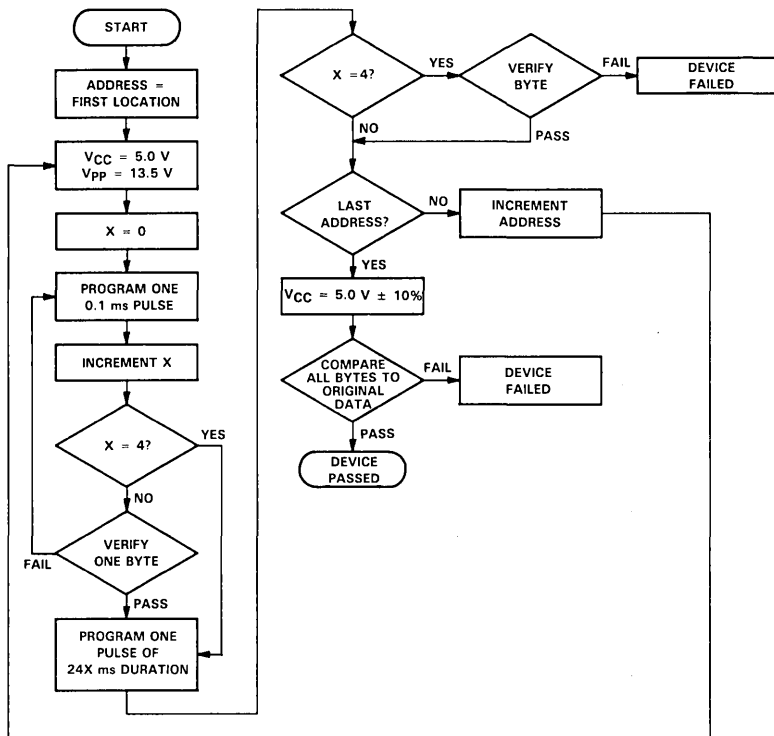 START
ADDRESS =
FIRST LOCATION
VCC = 5.0 V
VPP = 13.5 V
X = 0
PROGRAM ONE
0.1 ms PULSE
INCREMENT X
X = 4?
YES
NO
VERIFY
ONE BYTE
FAIL
PASS
PROGRAM ONE
PULSE OF
24X ms DURATION
X = 4?
YES
VERIFY
BYTE
FAIL
DEVICE
FAILED
NO
PASS
LAST
ADDRESS?
NO
INCREMENT
ADDRESS
YES
VCC = 5.0 V ± 10%
COMPARE
ALL BYTES TO
ORIGINAL
DATA
FAIL
DEVICE
FAILED
PASS
DEVICE
PASSED